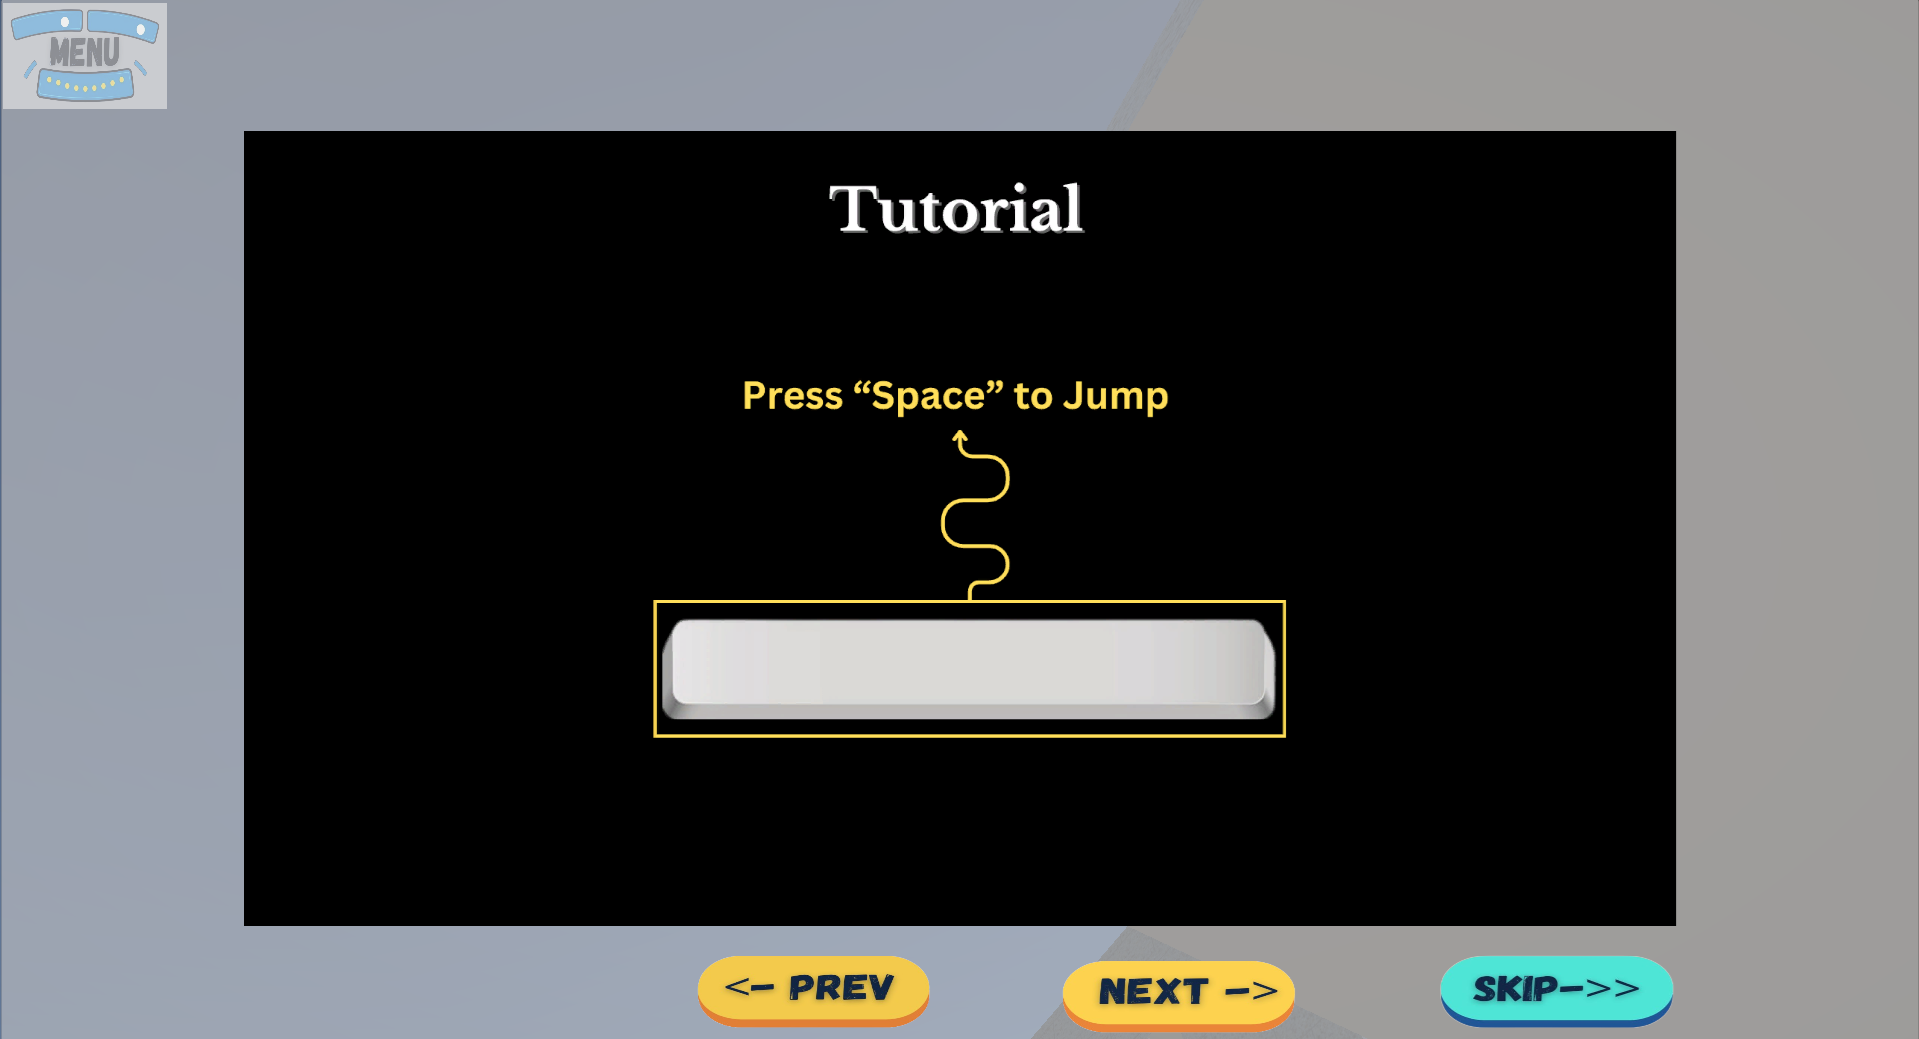 MENU
Tutorial
Press “Space” to Jump
<- PREV
NEXT ->
SKIP->>